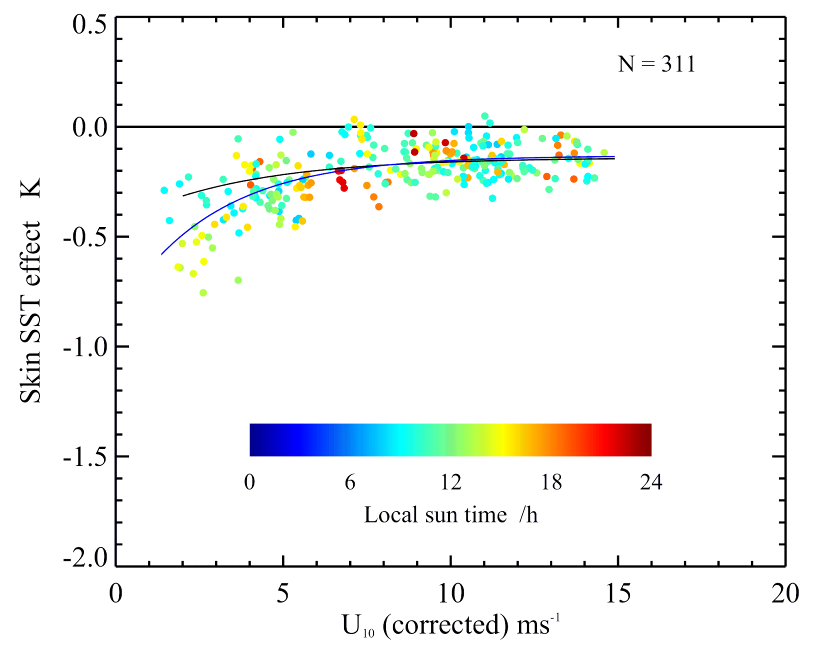 0.5
N = 311
0.0
-0.5
Skin SST effect K
-1.0
-1.5
0 6 12 18 24
Local sun time /h
-2.0
0 5 10 15 20
U10 (corrected) ms-1